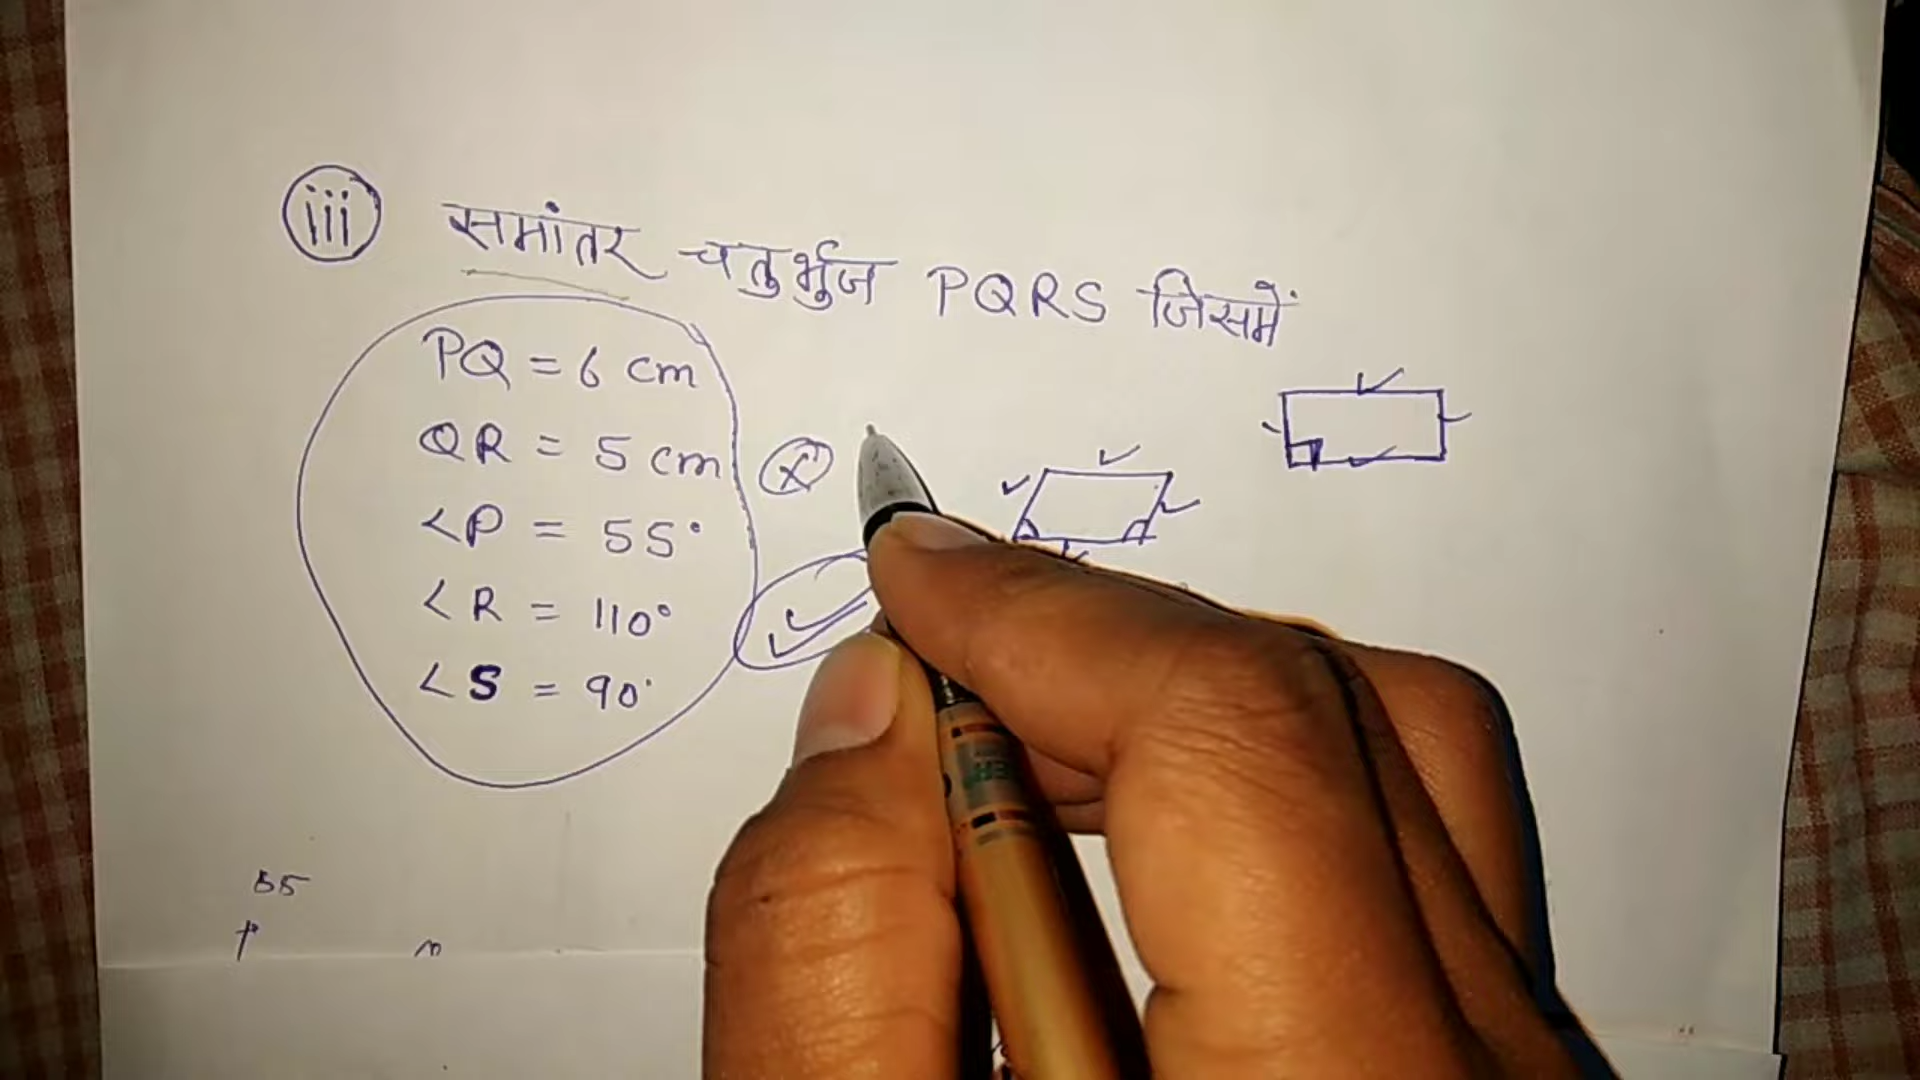 iii समांतर चतुर्भुज PQRS जिसमें
PQ = 6 cm
QR = 5 cm
<P = 55°
<R = 110°
<S = 90°
55